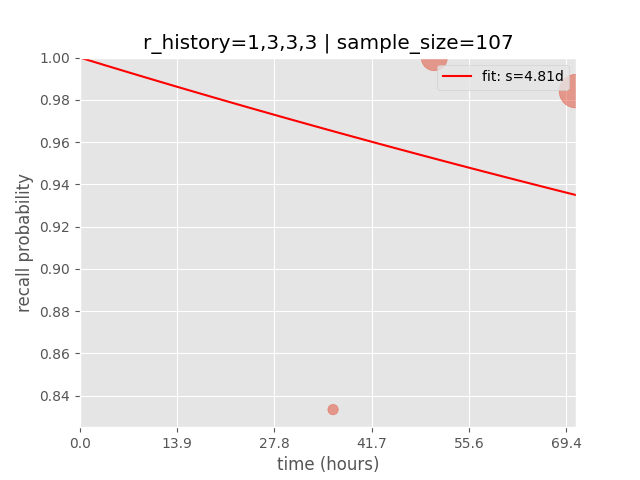 r_history=1,3,3,3 | sample_size=107
1.00
fit: s=4.81d
0.98
0.96
0.94
0.92
0.90
0.88
0.86
0.84
recall probability
0.0 13.9 27.8 41.7 55.6 69.4
time (hours)